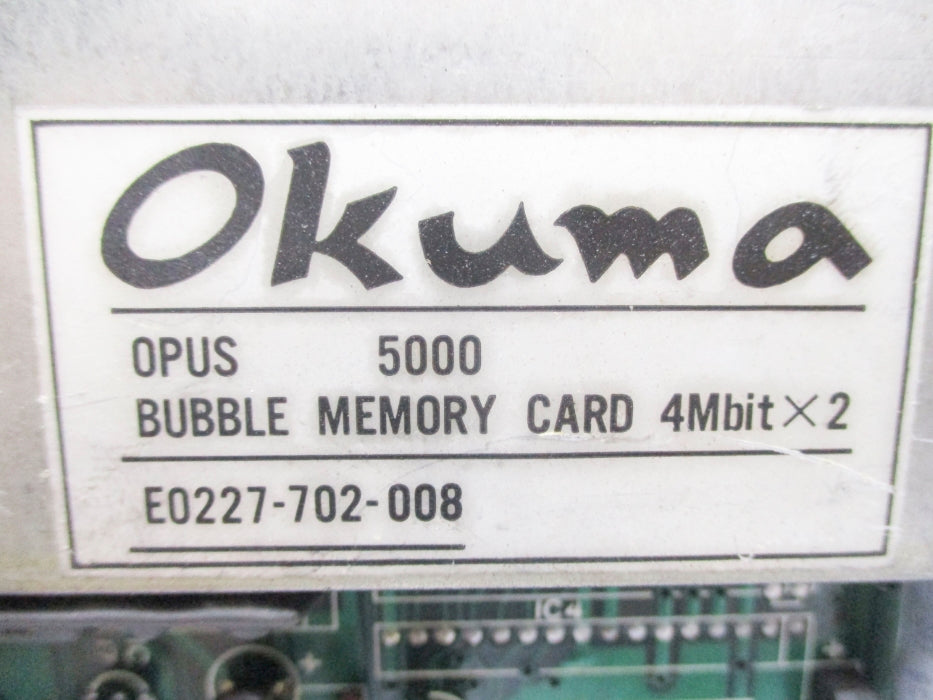 Okuma
OPUS 5000
BUBBLE MEMORY CARD 4Mbit×2
E0227-702-008
IC4
+
+